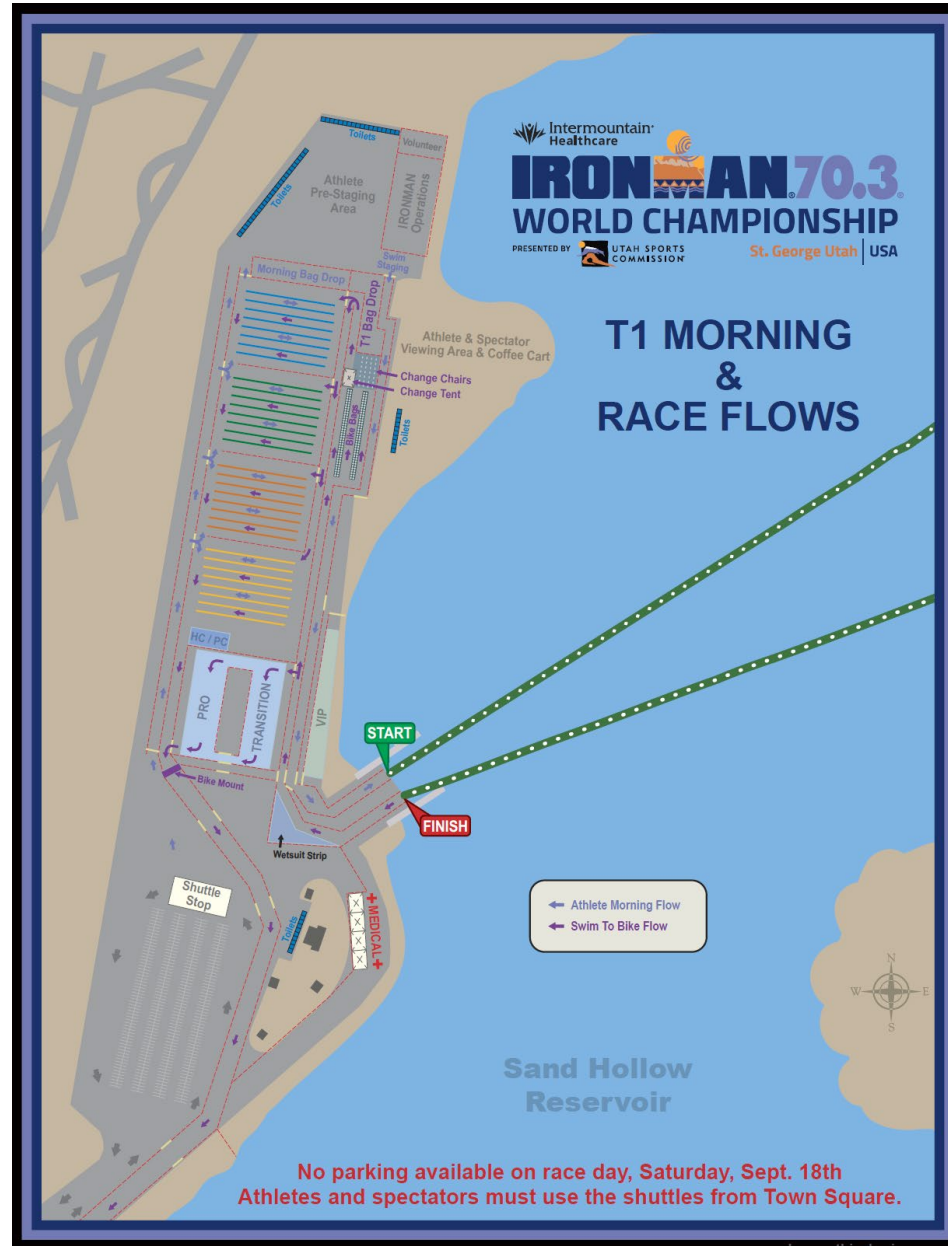 Intermountain
Healthcare
IRONMAN 70.3
WORLD CHAMPIONSHIP
PRESENTED BY UTAH SPORTS COMMISSION St. George Utah | USA
T1 MORNING
&
RACE FLOWS
Toilets
Volunteer
Toilets
Athlete
Pre-Staging
Area
IRONMAN
Operations
Swim
Staging
Morning Bag Drop
T1 Bag Drop
Athlete & Spectator
Viewing Area & Coffee Cart
Change Chairs
Change Tent
Bike Bags
Toilets
HC / PC
PRO
TRANSITION
VIP
START
FINISH
Bike Mount
Wetsuit Strip
Shuttle
Stop
Toilets
+MEDICAL+
Athlete Morning Flow
Swim To Bike Flow
N
W
E
S
Sand Hollow
Reservoir
No parking available on race day, Saturday, Sept. 18th
Athletes and spectators must use the shuttles from Town Square.